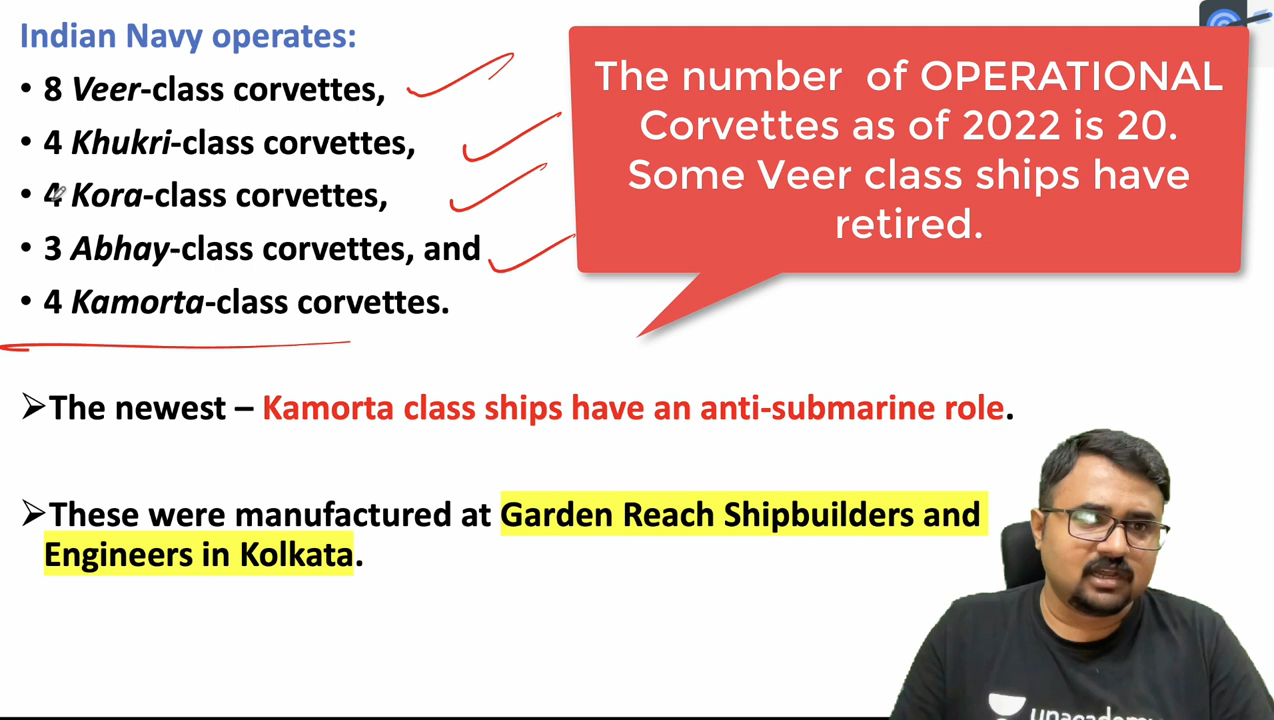 Indian Navy operates:
• 8 Veer-class corvettes,
• 4 Khukri-class corvettes,
• 4 Kora-class corvettes,
• 3 Abhay-class corvettes, and
• 4 Kamorta-class corvettes.
The number of OPERATIONAL
Corvettes as of 2022 is 20.
Some Veer class ships have
retired.
➢The newest – Kamorta class ships have an anti-submarine role.
➢These were manufactured at Garden Reach Shipbuilders and
Engineers in Kolkata.
unacademy